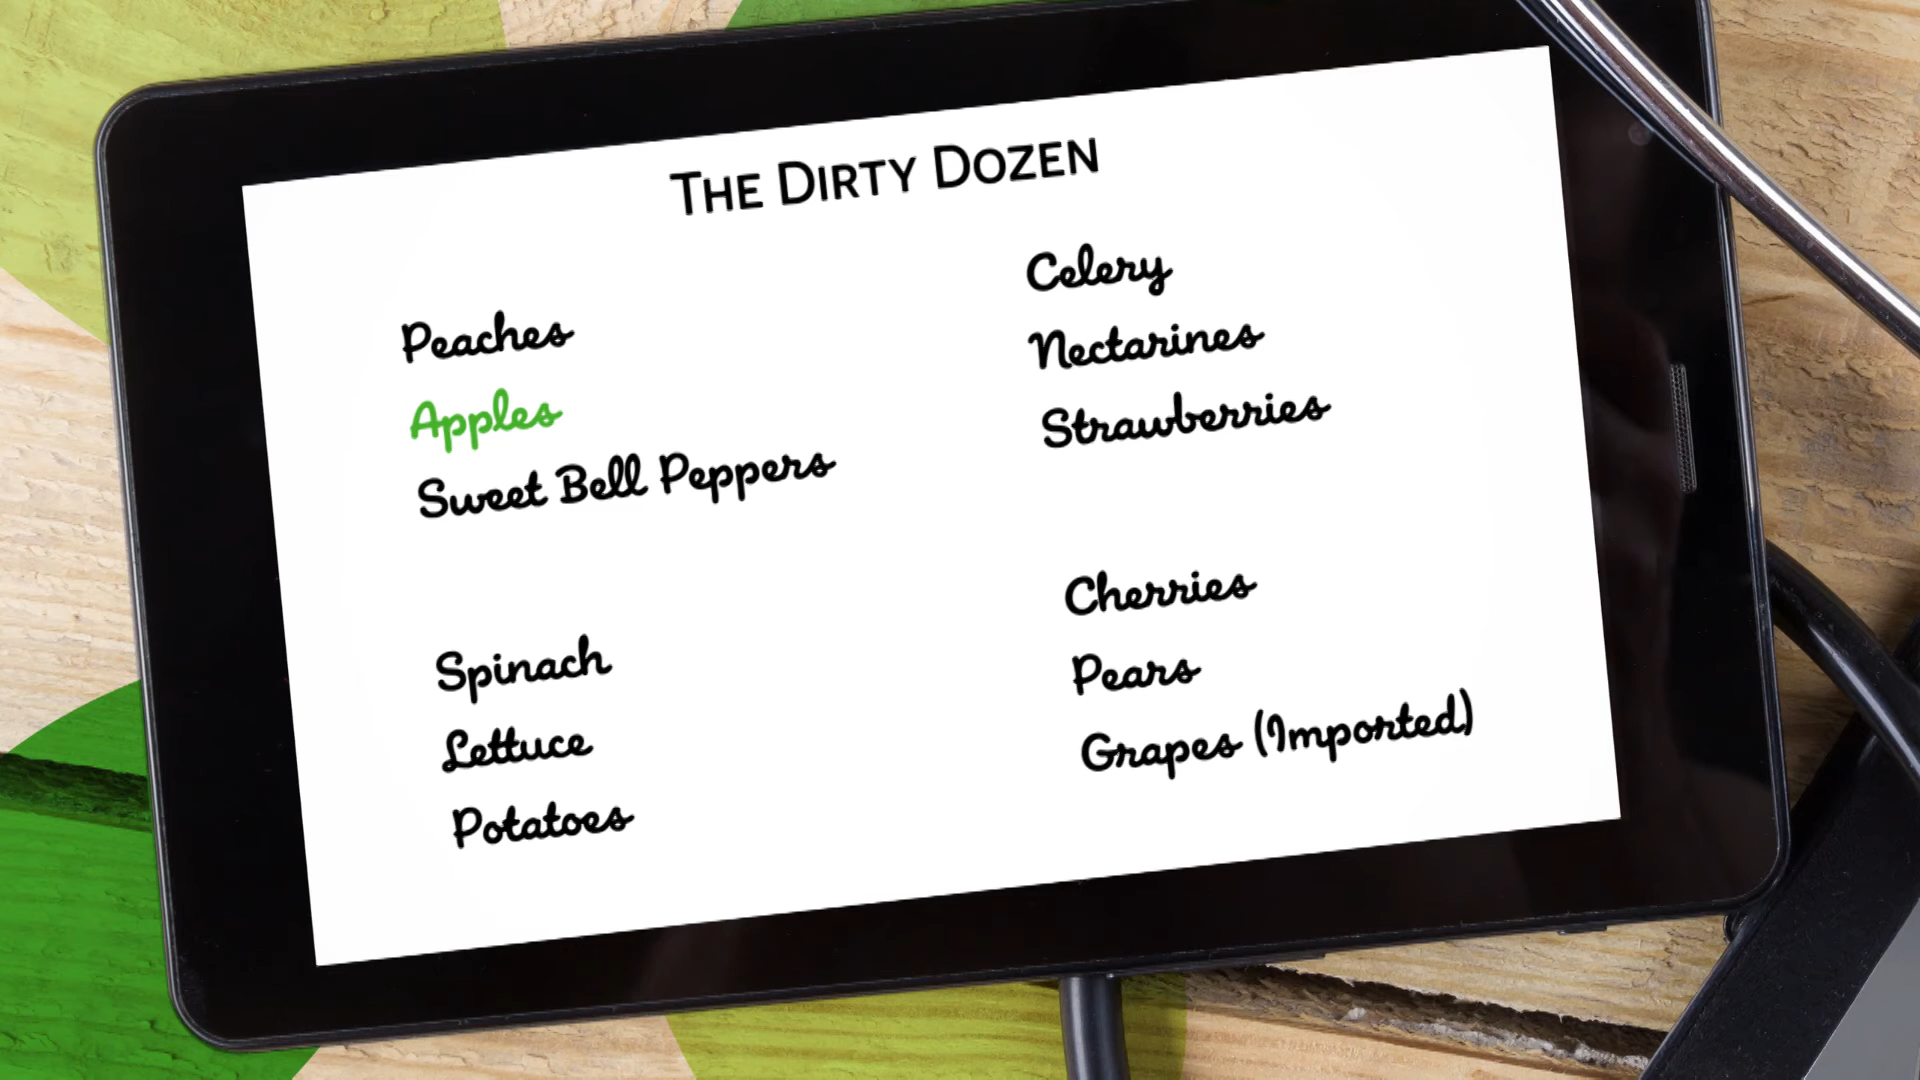 The Dirty Dozen
Peaches
Apples
Sweet Bell Peppers
Spinach
Lettuce
Potatoes
Celery
Nectarines
Strawberries
Cherries
Pears
Grapes (Imported)